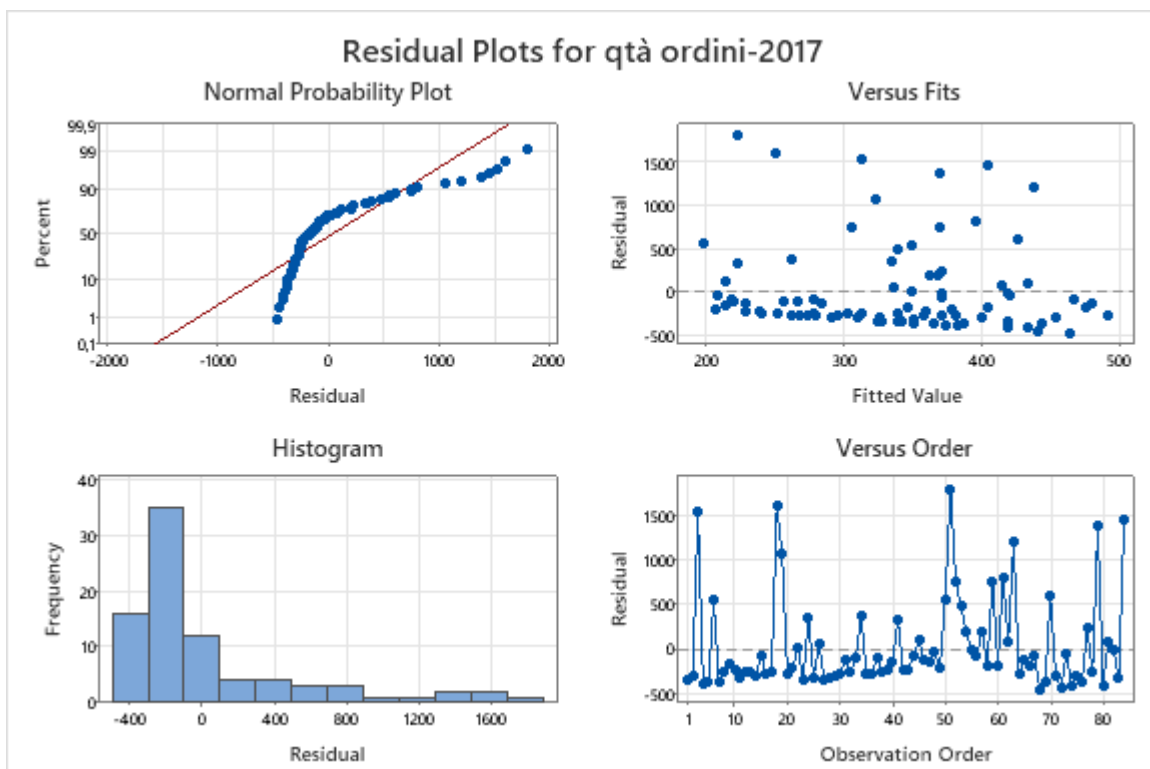 Residual Plots for qtà ordini-2017
Normal Probability Plot
99,9
99
90
50
10
1
0,1
Percent
-2000 -1000 0 1000 2000
Residual
Versus Fits
1500
1000
500
0
-500
Residual
200 300 400 500
Fitted Value
Histogram
40
30
20
10
0
Frequency
-400 0 400 800 1200 1600
Residual
Versus Order
1500
1000
500
0
-500
Residual
1 10 20 30 40 50 60 70 80
Observation Order